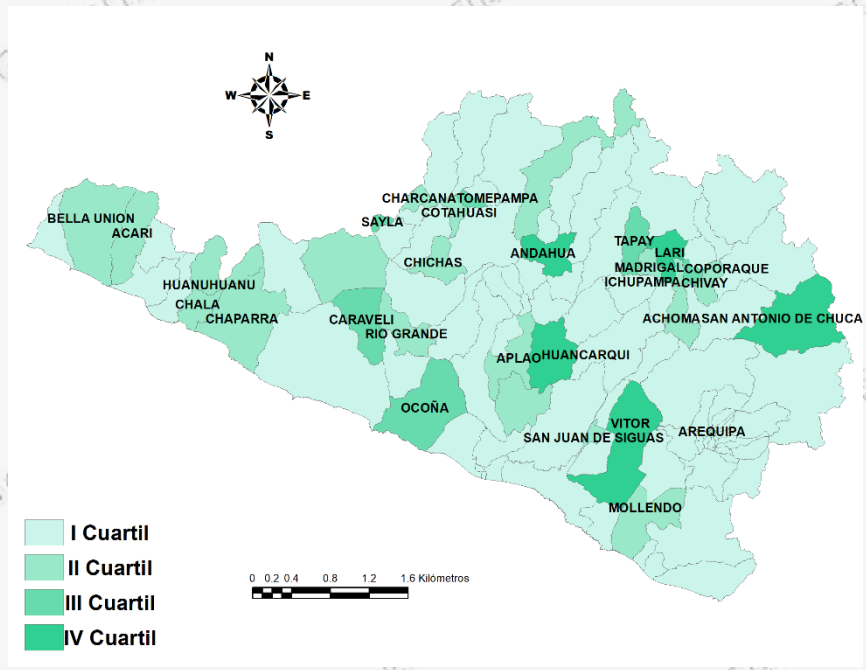 N
W E
S
BELLA UNION
ACARI
CHARCANA TOMEPAMPA
COTAHUASI
SAYLA
CHICHAS
ANDAHUA
TAPAY
LARI
MADRIGAL COPORAQUE
ICHUPAMPA CHIVAY
HUANUHUANU
CHALA
CHAPARRA
CARAVELI
RIO GRANDE
ACHOMA SAN ANTONIO DE CHUCA
APLAO HUANCARQUI
OCOÑA
VITOR
SAN JUAN DE SIGUAS
AREQUIPA
MOLLENDO
I Cuartil
II Cuartil
III Cuartil
IV Cuartil
0 0.2 0.4 0.8 1.2 1.6 Kilómetros